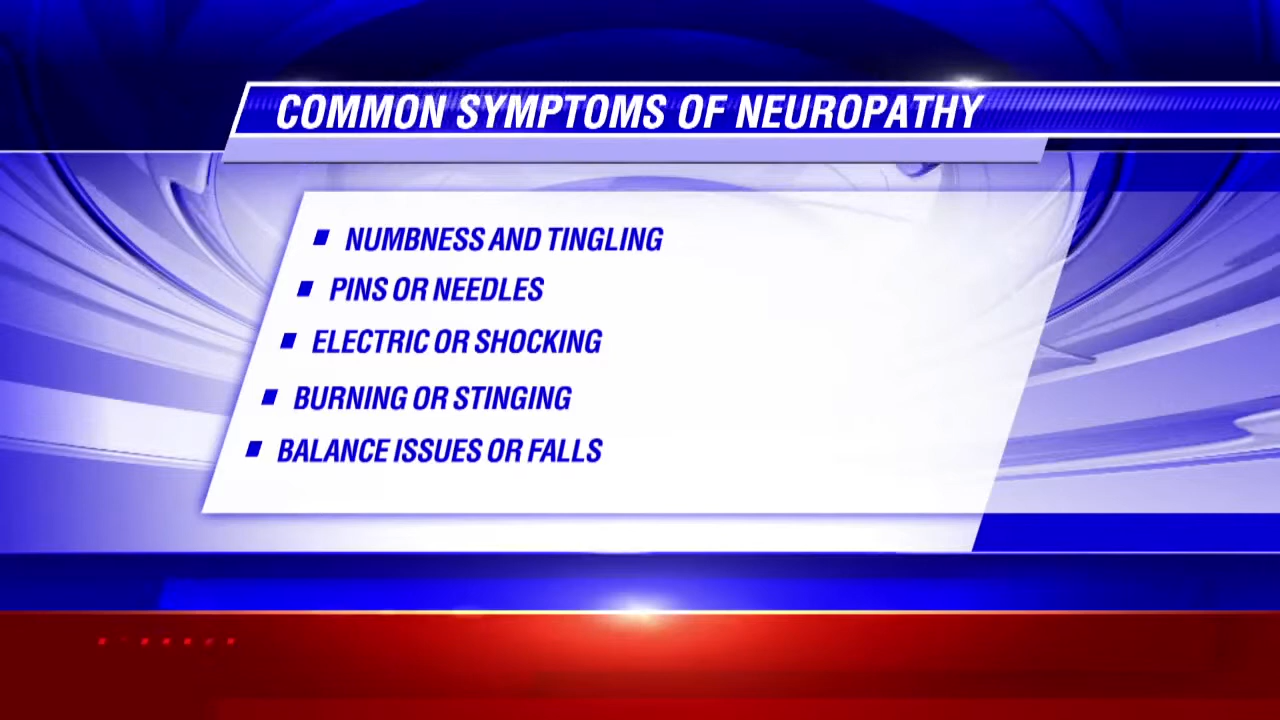 COMMON SYMPTOMS OF NEUROPATHY
NUMBNESS AND TINGLING
PINS OR NEEDLES
ELECTRIC OR SHOCKING
BURNING OR STINGING
BALANCE ISSUES OR FALLS